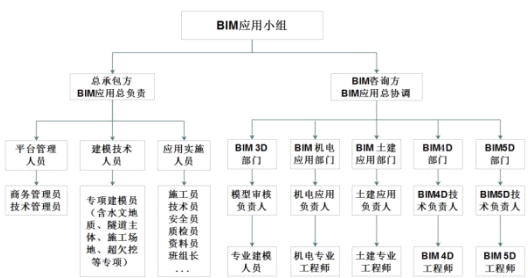 BIM应用小组
总承包方
BIM应用总负责
BIM咨询方
BIM应用总协调
平台管理
人员
建模技术
人员
应用实施
人员
BIM 3D
部门
BIM 机电
应用部门
BIM 土建
应用部门
BIM4D
部门
BIM5D
部门
商务管理员
技术管理员
专项建模员
（含水文地
质、隧道主
体、施工场
地、超欠挖
等专项）
施工员
技术员
安全员
质检员
资料员
班组长
...
模型审核
负责人
机电应用
负责人
土建应用
负责人
BIM4D技
术负责人
BIM5D技
术负责人
专业建模
人员
机电专业
工程师
土建专业
工程师
BIM 4D
工程师
BIM 5D
工程师